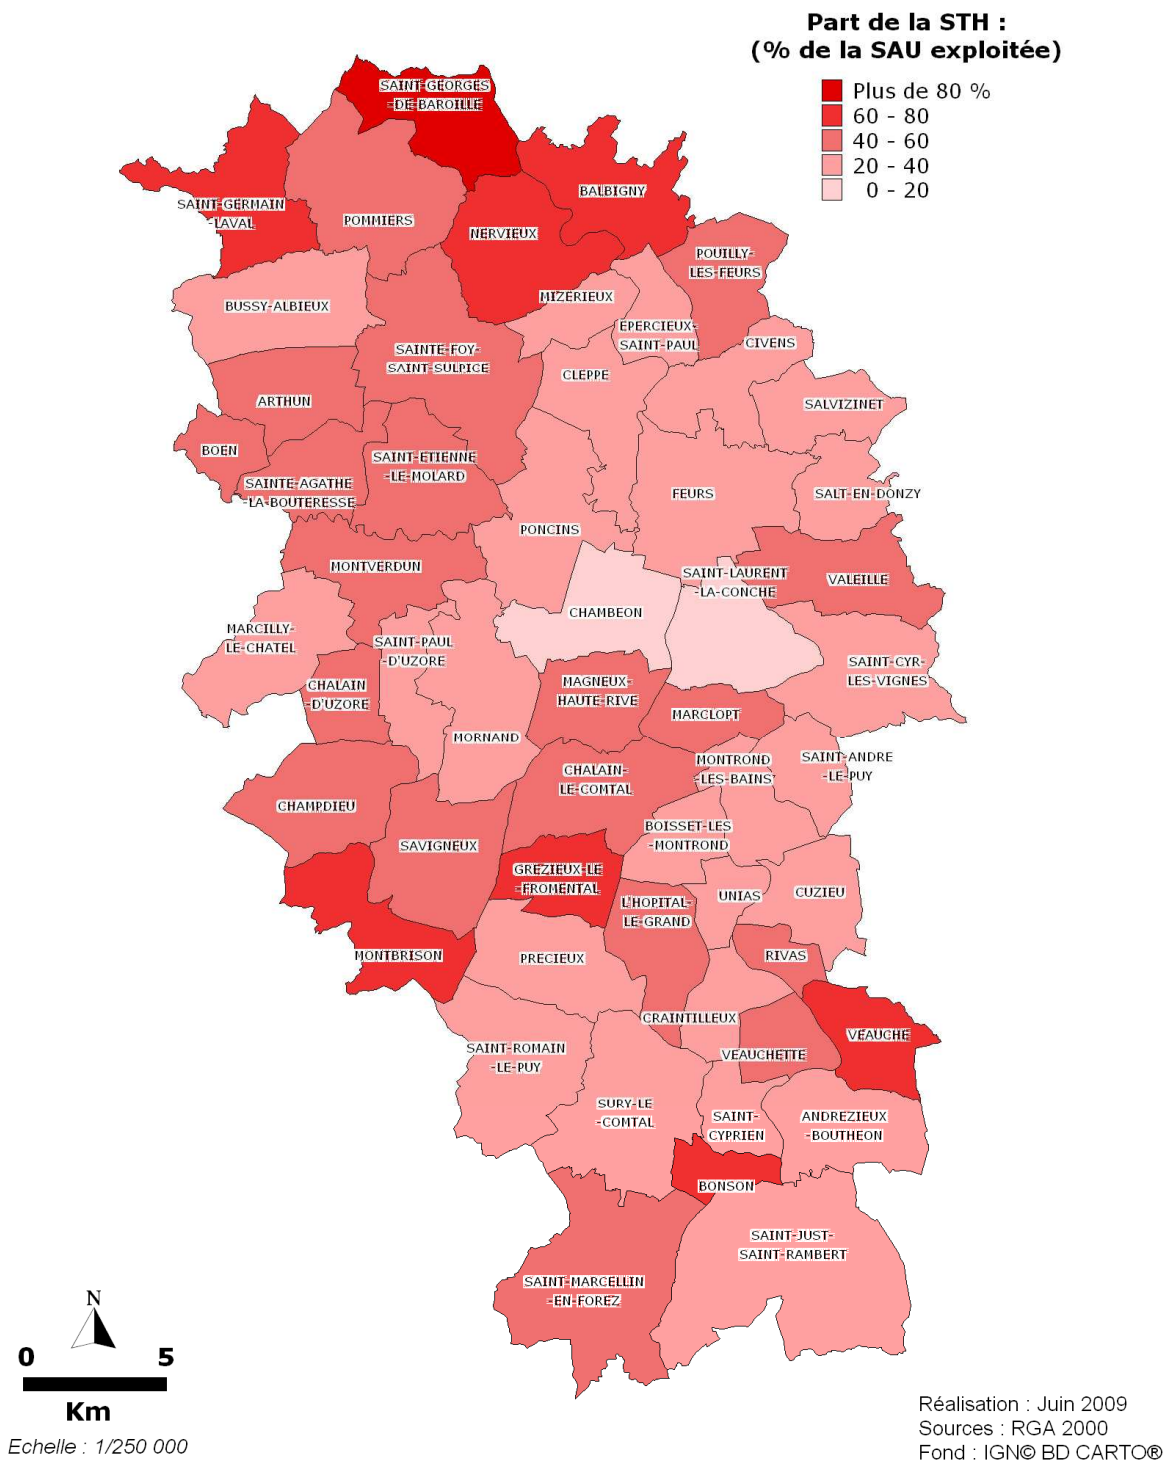 Part de la STH :
(% de la SAU exploitée)
Plus de 80 %
60 - 80
40 - 60
20 - 40
0 - 20
SAINT-GEORGES
-DE-BAROILLE
BALBIGNY
SAINT-GERMAIN
-LAVAL
POMMIERS
NERVIEUX
POUILLY-
LES-FEURS
BUSSY-ALBIEUX
MIZERIEUX
EPERCIEUX-
SAINT-PAUL
CIVENS
SAINTE-FOY-
SAINT-SULPICE
CLEPPE
ARTHUN
SALVIZINET
BOEN
SAINT-ETIENNE
-LE-MOLARD
SAINTE-AGATHE
-LA-BOUTERESSE
FEURS
SALT-EN-DONZY
PONCINS
MONTVERDUN
SAINT-LAURENT
-LA-CONCHE
VALEILLE
CHAMBEON
MARCILLY-
LE-CHATEL
SAINT-PAUL
-D'UZORE
SAINT-CYR-
LES-VIGNES
CHALAIN
-D'UZORE
MAGNEUX-
HAUTE-RIVE
MARCLOPT
MORNAND
MONTROND
-LES-BAINS
SAINT-ANDRE
-LE-PUY
CHALAIN-
LE-COMTAL
CHAMPDIEU
BOISSET-LES
-MONTROND
SAVIGNEUX
GREZIEUX-LE
-FROMENTAL
UNIAS
CUZIEU
L'HOPITAL-
LE-GRAND
MONTBRISON
PRECIEUX
RIVAS
CRAINTILLEUX
VEAUCHE
SAINT-ROMAIN
-LE-PUY
VEAUCHETTE
SURY-LE
-COMTAL
SAINT-
CYPRIEN
ANDREZIEUX
-BOUTHEON
BONSON
SAINT-JUST-
SAINT-RAMBERT
SAINT-MARCELLIN
-EN-FOREZ
N
0 5
Km
Echelle : 1/250 000
Réalisation : Juin 2009
Sources : RGA 2000
Fond : IGN© BD CARTO®